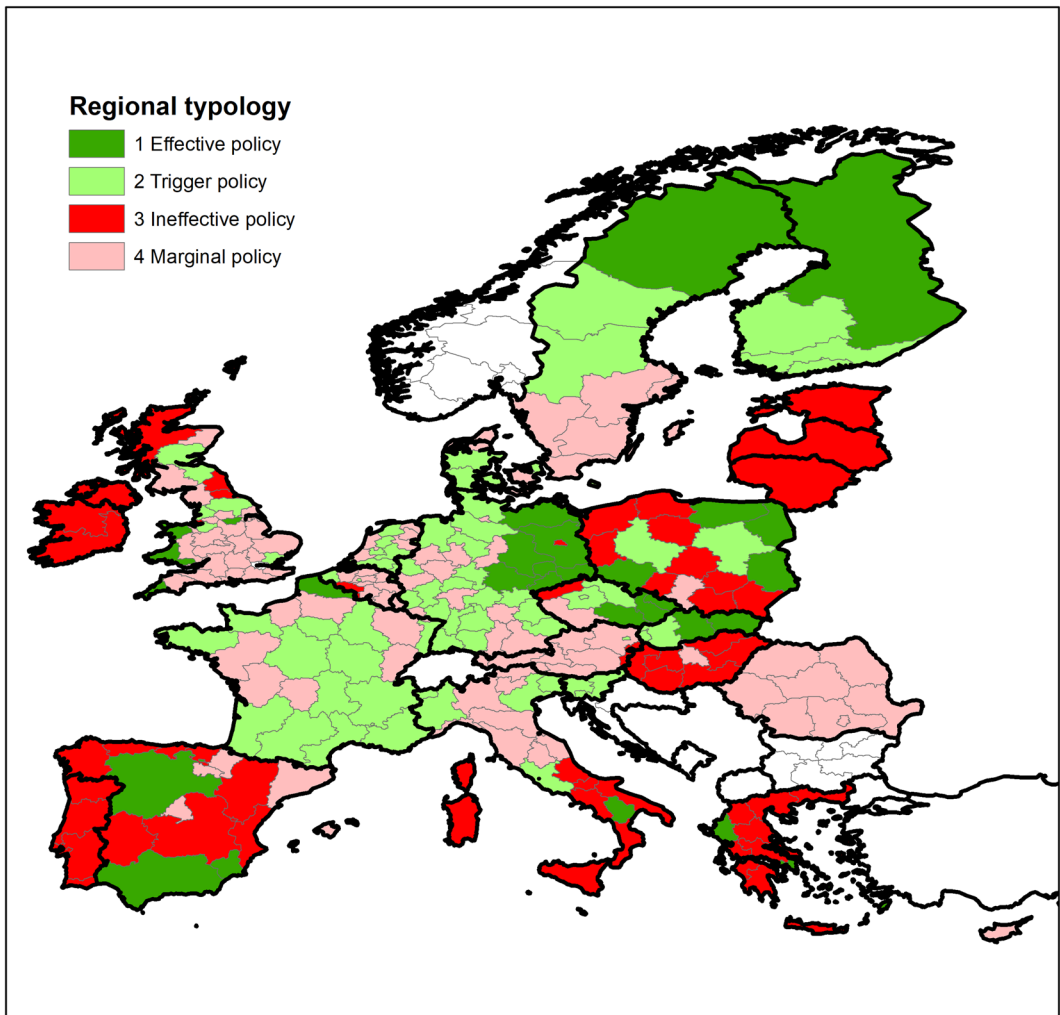 Regional typology
1 Effective policy
2 Trigger policy
3 Ineffective policy
4 Marginal policy